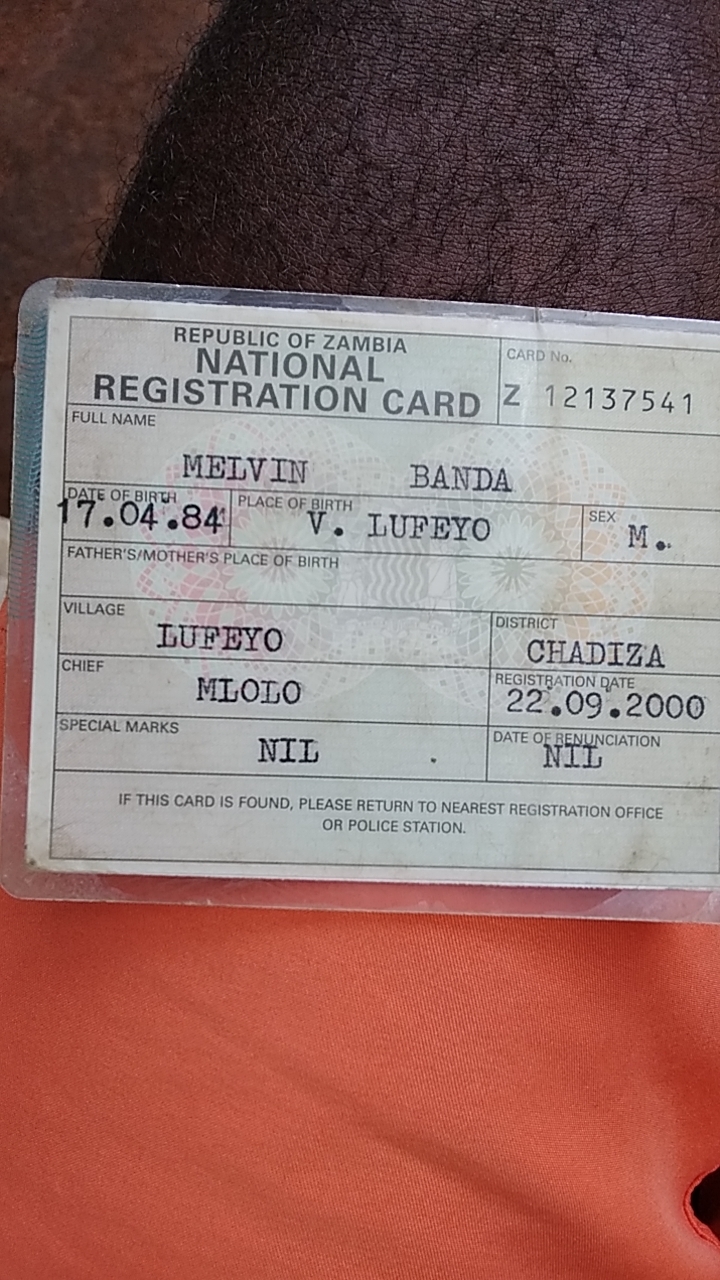 REPUBLIC OF ZAMBIA
NATIONAL
REGISTRATION CARD
CARD No.
Z 12137541
FULL NAME
MELVIN BANDA
DATE OF BIRTH
17.04.84
PLACE OF BIRTH
V. LUFEYO
SEX
M.
FATHER'S/MOTHER'S PLACE OF BIRTH
VILLAGE
LUFEYO
DISTRICT
CHADIZA
CHIEF
MLOLO
REGISTRATION DATE
22.09.2000
SPECIAL MARKS
NIL
DATE OF RENUNCIATION
NIL
IF THIS CARD IS FOUND, PLEASE RETURN TO NEAREST REGISTRATION OFFICE
OR POLICE STATION.